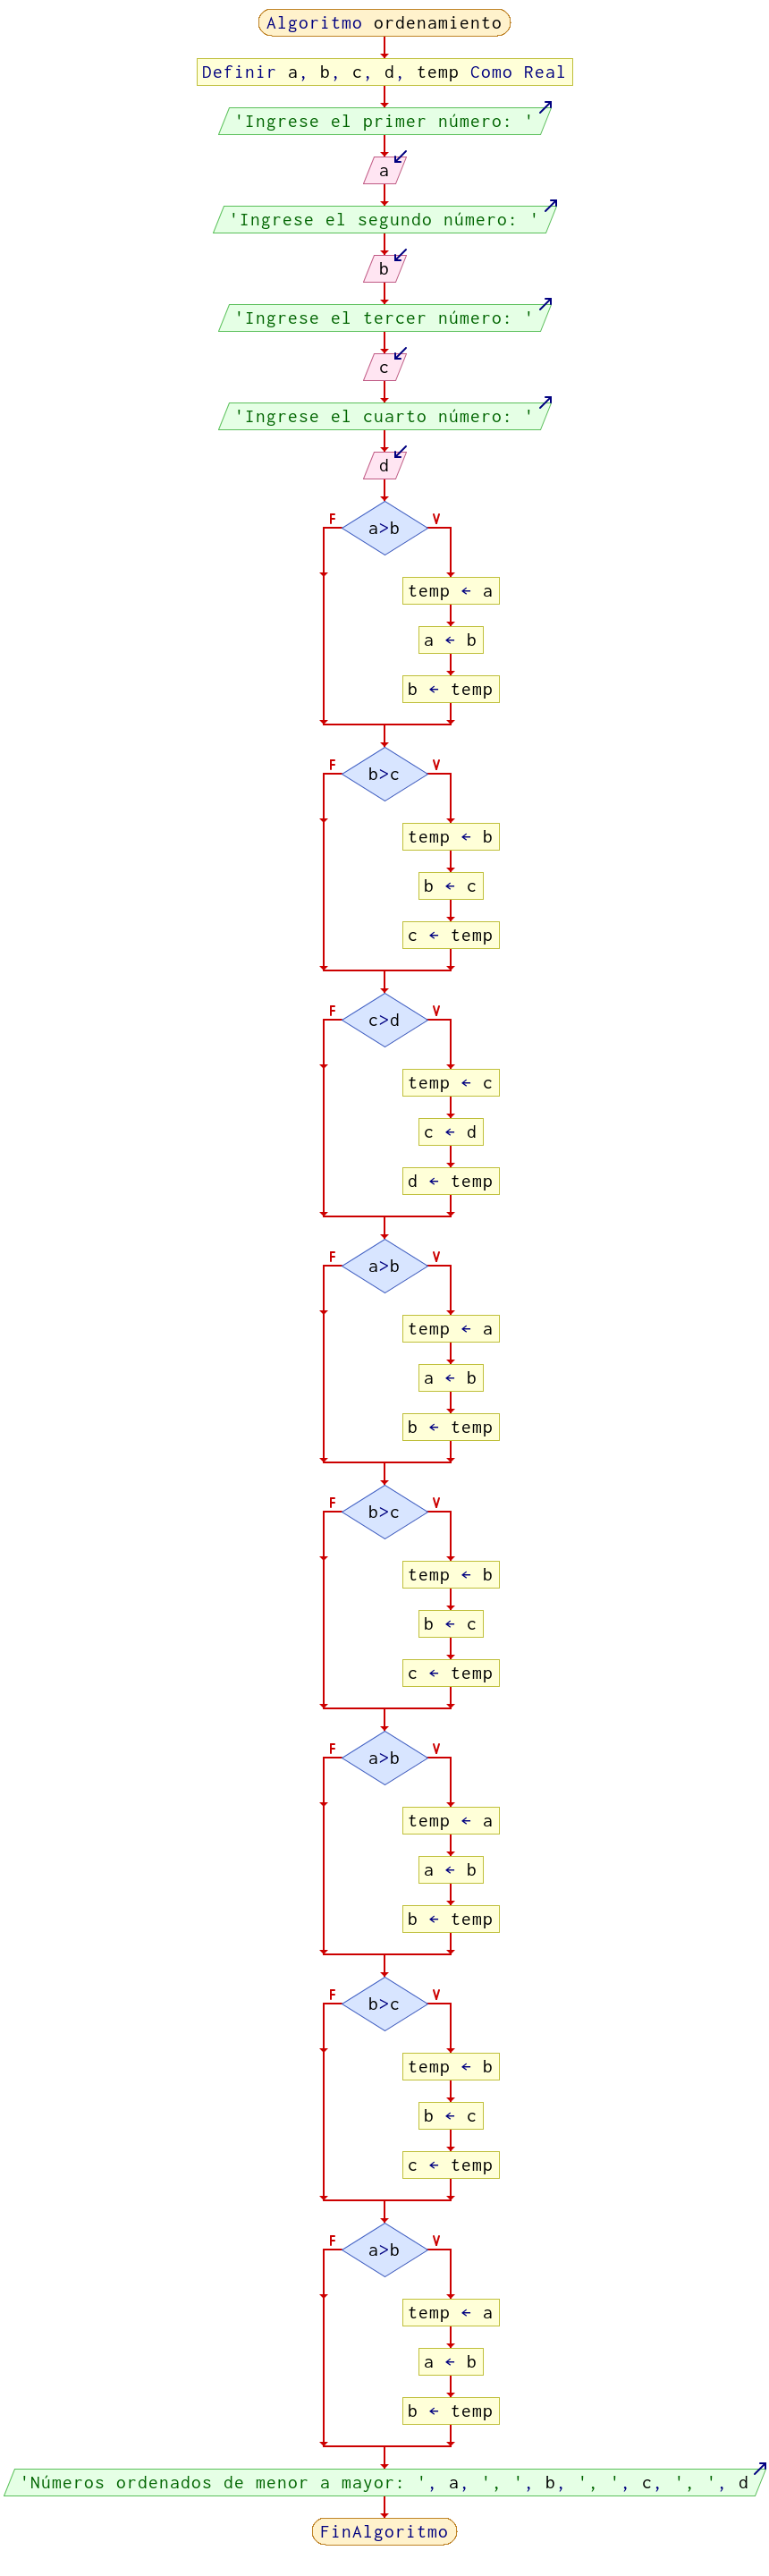 Algoritmo ordenamiento
Definir a, b, c, d, temp Como Real
'Ingrese el primer número: '
a
'Ingrese el segundo número: '
b
'Ingrese el tercer número: '
c
'Ingrese el cuarto número: '
d
F V
a>b
temp ← a
a ← b
b ← temp
F V
b>c
temp ← b
b ← c
c ← temp
F V
c>d
temp ← c
c ← d
d ← temp
F V
a>b
temp ← a
a ← b
b ← temp
F V
b>c
temp ← b
b ← c
c ← temp
F V
a>b
temp ← a
a ← b
b ← temp
F V
b>c
temp ← b
b ← c
c ← temp
F V
a>b
temp ← a
a ← b
b ← temp
'Números ordenados de menor a mayor: ', a, ', ', b, ', ', c, ', ', d
FinAlgoritmo